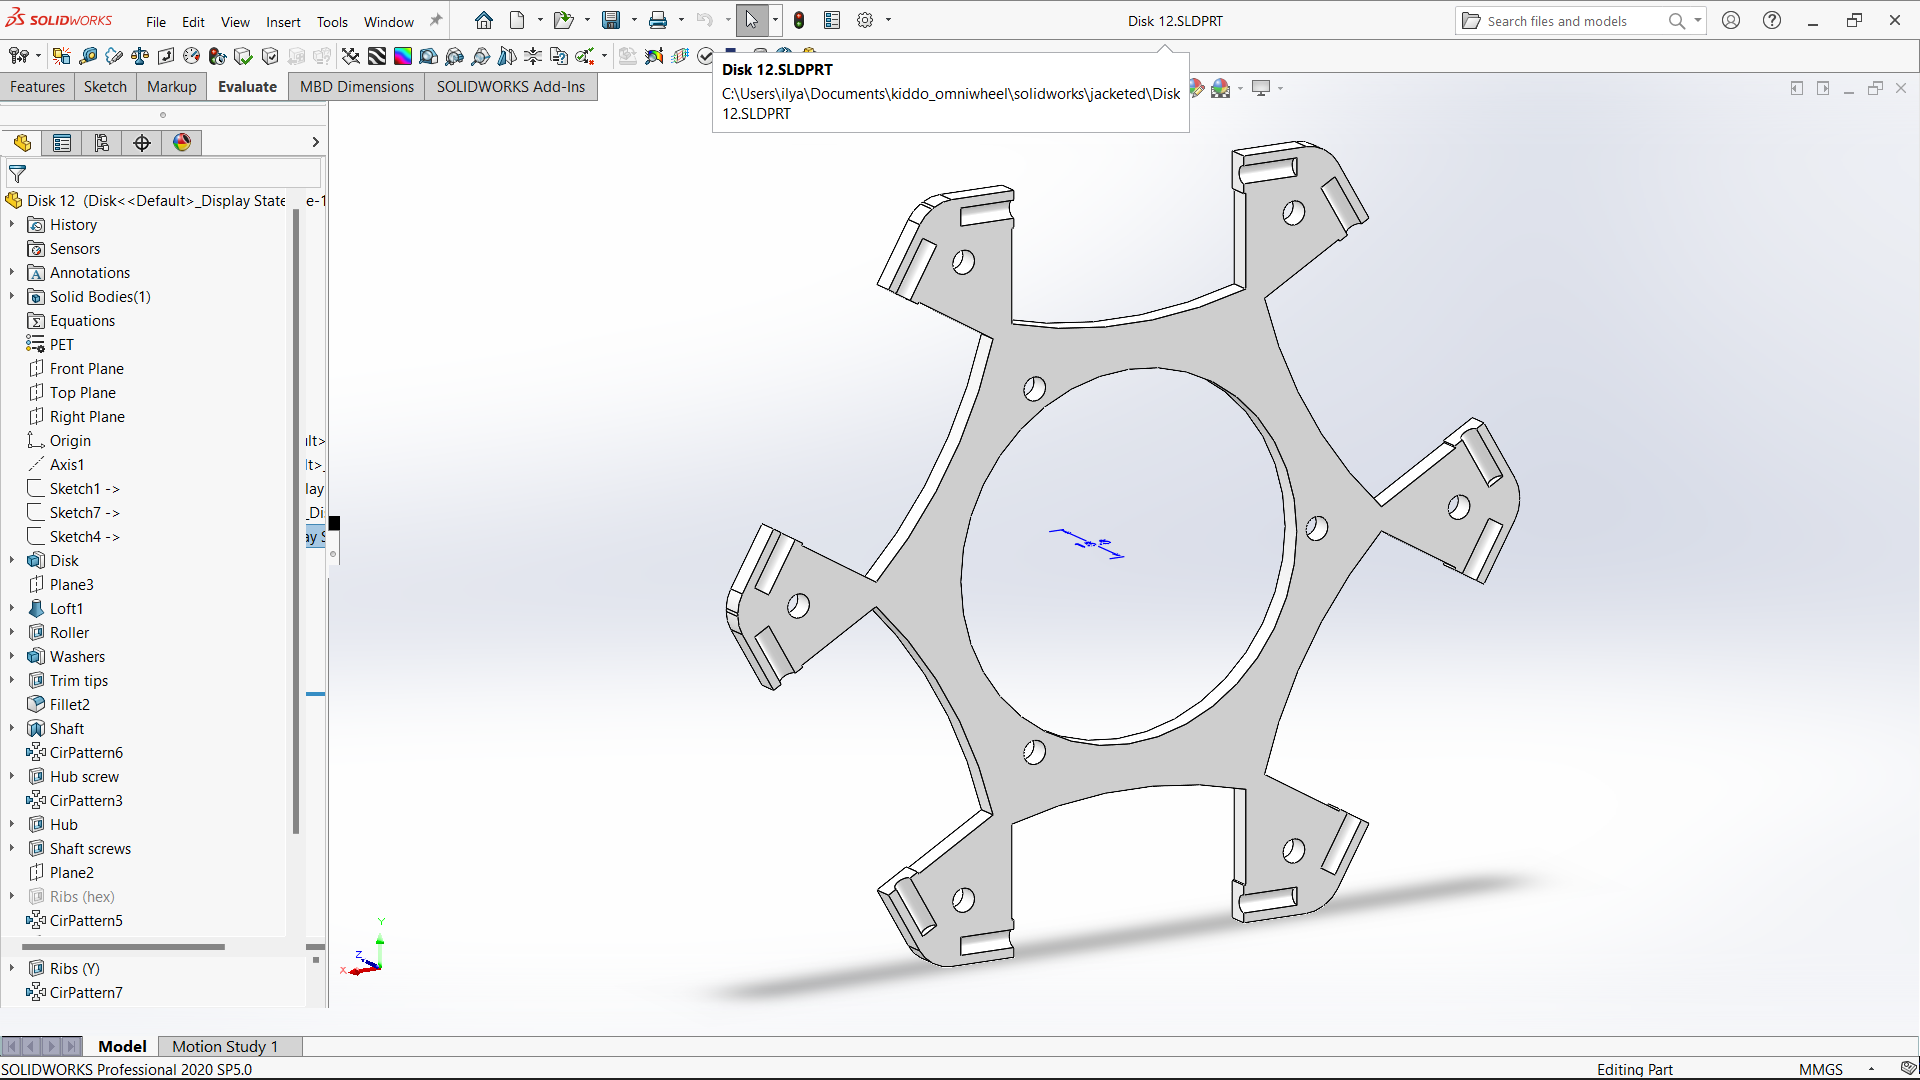 SOLIDWORKS File Edit View Insert Tools Window Disk 12.SLDPRT Search files and models
Features Sketch Markup Evaluate MBD Dimensions SOLIDWORKS Add-Ins
Disk 12.SLDPRT
C:\Users\ilya\Documents\kiddo_omniwheel\solidworks\jacketed\Disk
12.SLDPRT
Disk 12 (Disk<<Default>_Display State e-1
History
Sensors
Annotations
Solid Bodies(1)
Equations
PET
Front Plane
Top Plane
Right Plane
Origin
Axis1
Sketch1 ->
Sketch7 ->
Sketch4 ->
Disk
Plane3
Loft1
Roller
Washers
Trim tips
Fillet2
Shaft
CirPattern6
Hub screw
CirPattern3
Hub
Shaft screws
Plane2
Ribs (hex)
CirPattern5
Ribs (Y)
CirPattern7
Y
Z
X
Model Motion Study 1
SOLIDWORKS Professional 2020 SP5.0 Editing Part MMGS